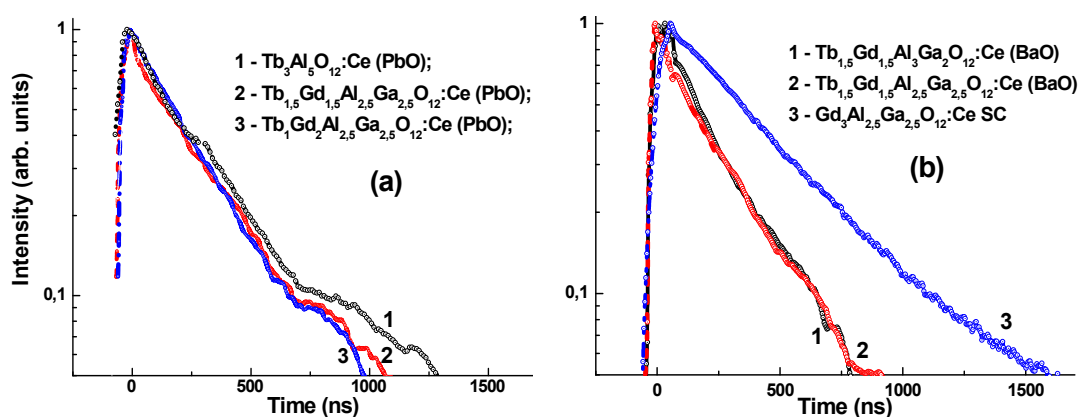 1
0,1
Intensity (arb. units)
1 - Tb₃Al₅O₁₂:Ce (PbO);
2 - Tb₁,₅Gd₁,₅Al₂,₅Ga₂,₅O₁₂:Ce (PbO);
3 - Tb₁Gd₂Al₂,₅Ga₂,₅O₁₂:Ce (PbO);
(a)
1
2
3
0 500 1000 1500
Time (ns)
1
0,1
1 - Tb₁,₅Gd₁,₅Al₃Ga₂O₁₂:Ce (BaO)
2 - Tb₁,₅Gd₁,₅Al₂,₅Ga₂,₅O₁₂:Ce (BaO)
3 - Gd₃Al₂,₅Ga₂,₅O₁₂:Ce SC
(b)
1
2
3
0 500 1000 1500
Time (ns)